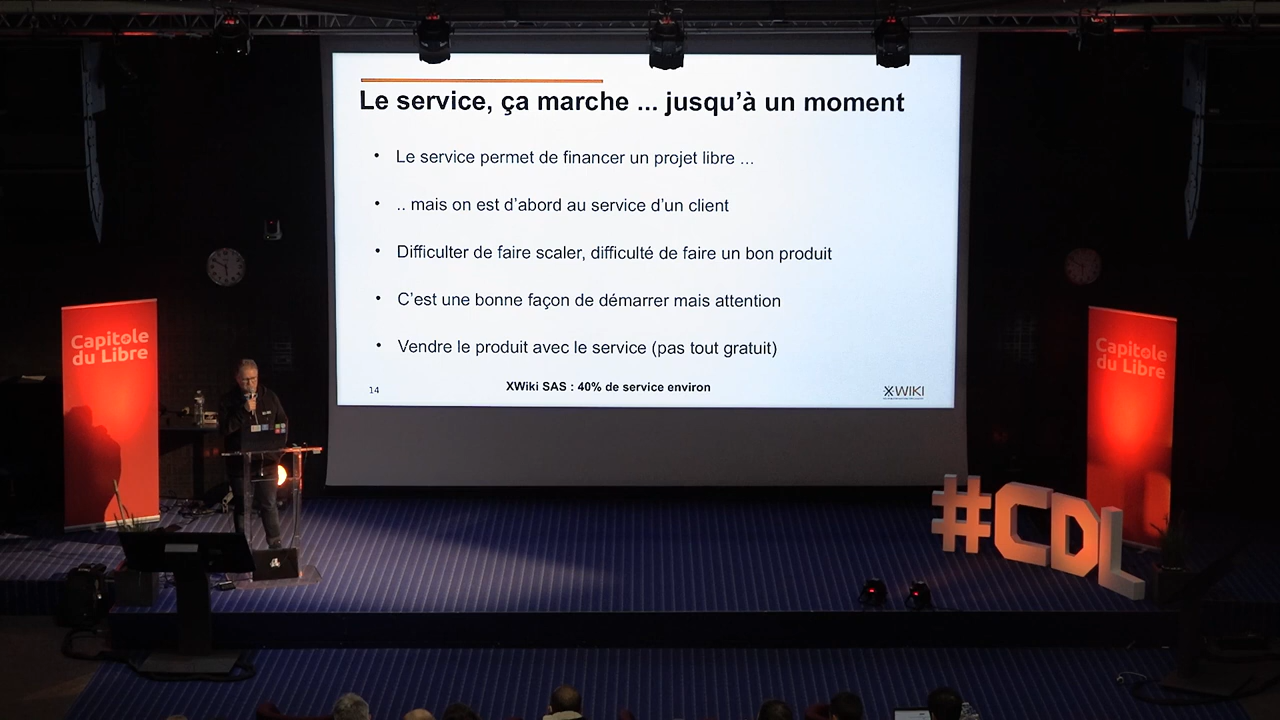 Le service, ça marche ... jusqu'à un moment
• Le service permet de financer un projet libre ...
• .. mais on est d'abord au service d'un client
• Difficulter de faire scaler, difficulté de faire un bon produit
• C'est une bonne façon de démarrer mais attention
• Vendre le produit avec le service (pas tout gratuit)
14
XWiki SAS : 40% de service environ
XWIKI
Capitole
du Libre
Capitole
du Libre
#CDL